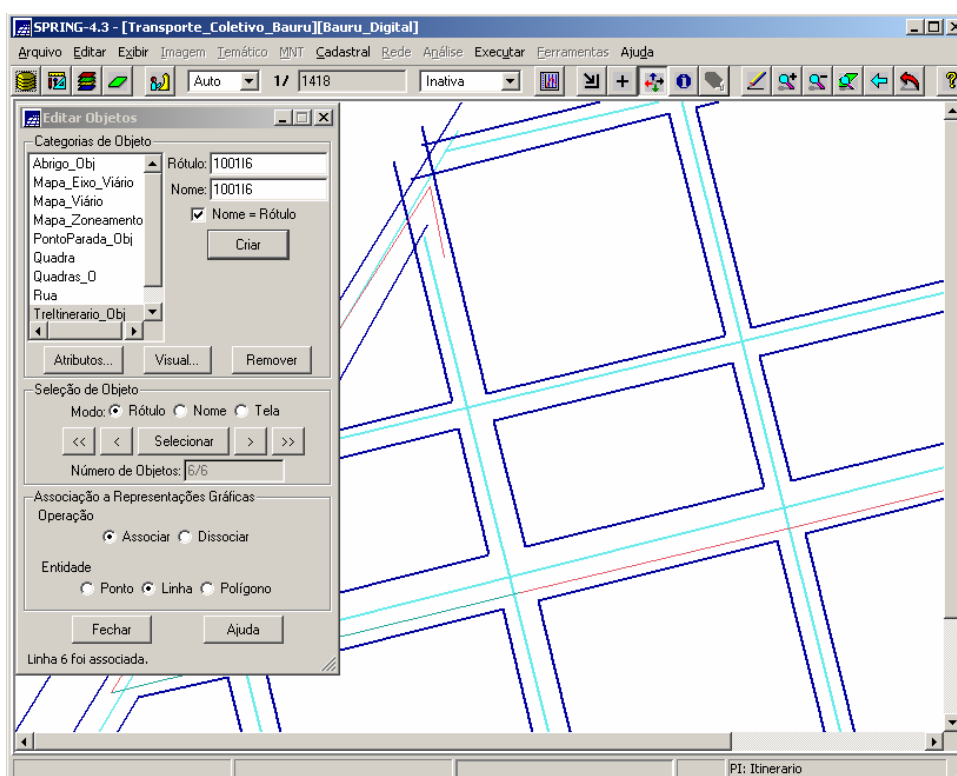 SPRING-4.3 - [Transporte_Coletivo_Bauru][Bauru_Digital]
Arquivo Editar Exibir Imagem Temático MNT Cadastral Rede Análise Executar Ferramentas Ajuda
Auto 1/ 1418 Inativa
Editar Objetos
Categorias de Objeto
Abrigo_Obj
Mapa_Eixo_Viário
Mapa_Viário
Mapa_Zoneamento
PontoParada_Obj
Quadra
Quadras_O
Rua
TreItinerario_Obj
Rótulo: 1001I6
Nome: 1001I6
Nome = Rótulo
Criar
Atributos... Visual... Remover
Seleção de Objeto
Modo: Rótulo Nome Tela
<< < Selecionar > >>
Número de Objetos: 6/6
Associação a Representações Gráficas
Operação
Associar Dissociar
Entidade
Ponto Linha Polígono
Fechar Ajuda
Linha 6 foi associada.
PI: Itinerario